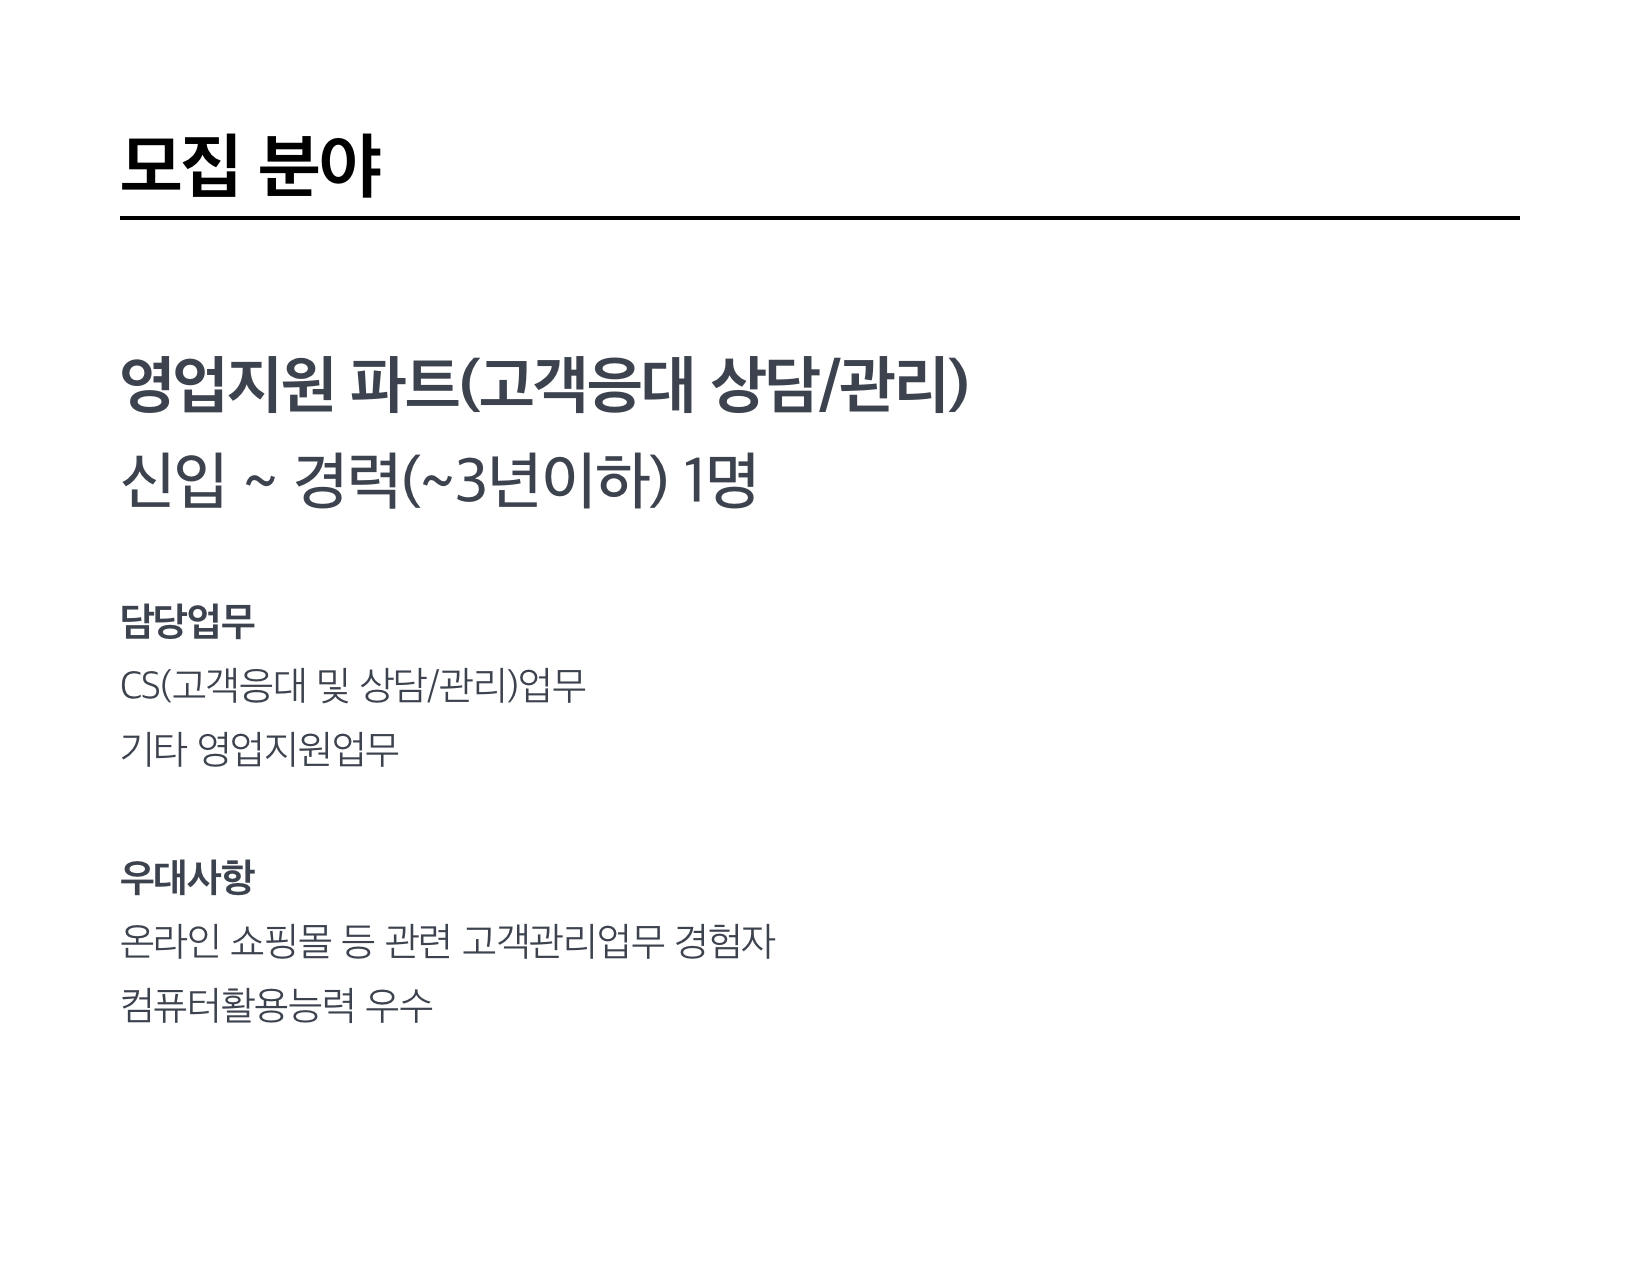 모집 분야
영업지원 파트(고객응대 상담/관리)
신입 ~ 경력(~3년이하) 1명
담당업무
CS(고객응대 및 상담/관리)업무
기타 영업지원업무
우대사항
온라인 쇼핑몰 등 관련 고객관리업무 경험자
컴퓨터활용능력 우수